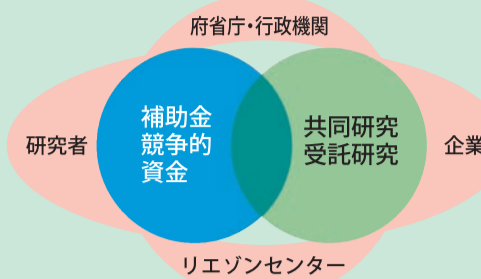 府省庁・行政機関
研究者
補助金
競争的
資金
共同研究
受託研究
企業
リエゾンセンター